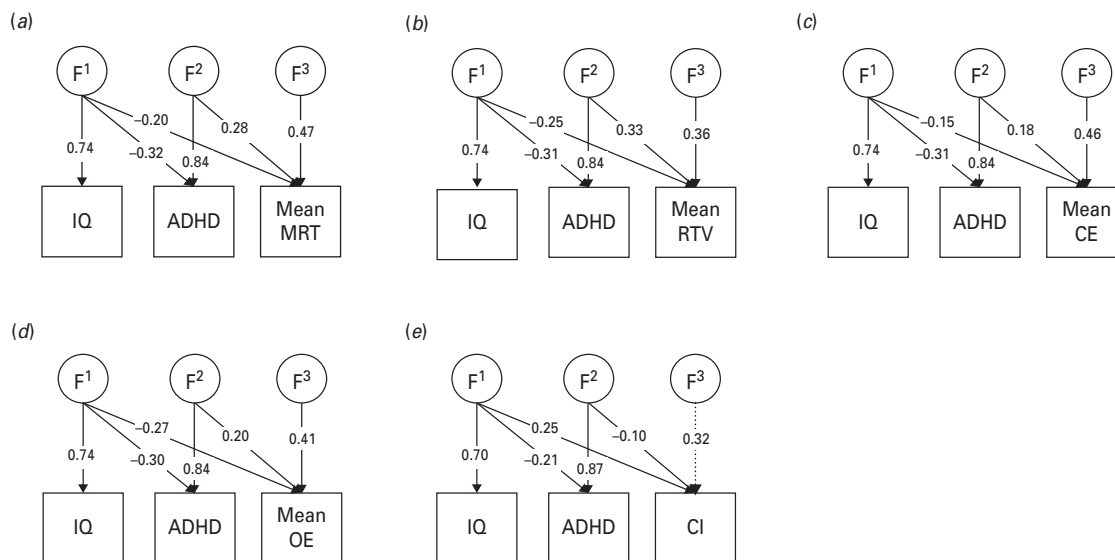 (a)
F¹ F² F³
–0.20 0.28 0.47
0.74 –0.32 0.84
IQ ADHD Mean
MRT
(b)
F¹ F² F³
–0.25 0.33 0.36
0.74 –0.31 0.84
IQ ADHD Mean
RTV
(c)
F¹ F² F³
–0.15 0.18 0.46
0.74 –0.31 0.84
IQ ADHD Mean
CE
(d)
F¹ F² F³
–0.27 0.20 0.41
0.74 –0.30 0.84
IQ ADHD Mean
OE
(e)
F¹ F² F³
0.25 –0.10 0.32
0.70 –0.21 0.87
IQ ADHD CI